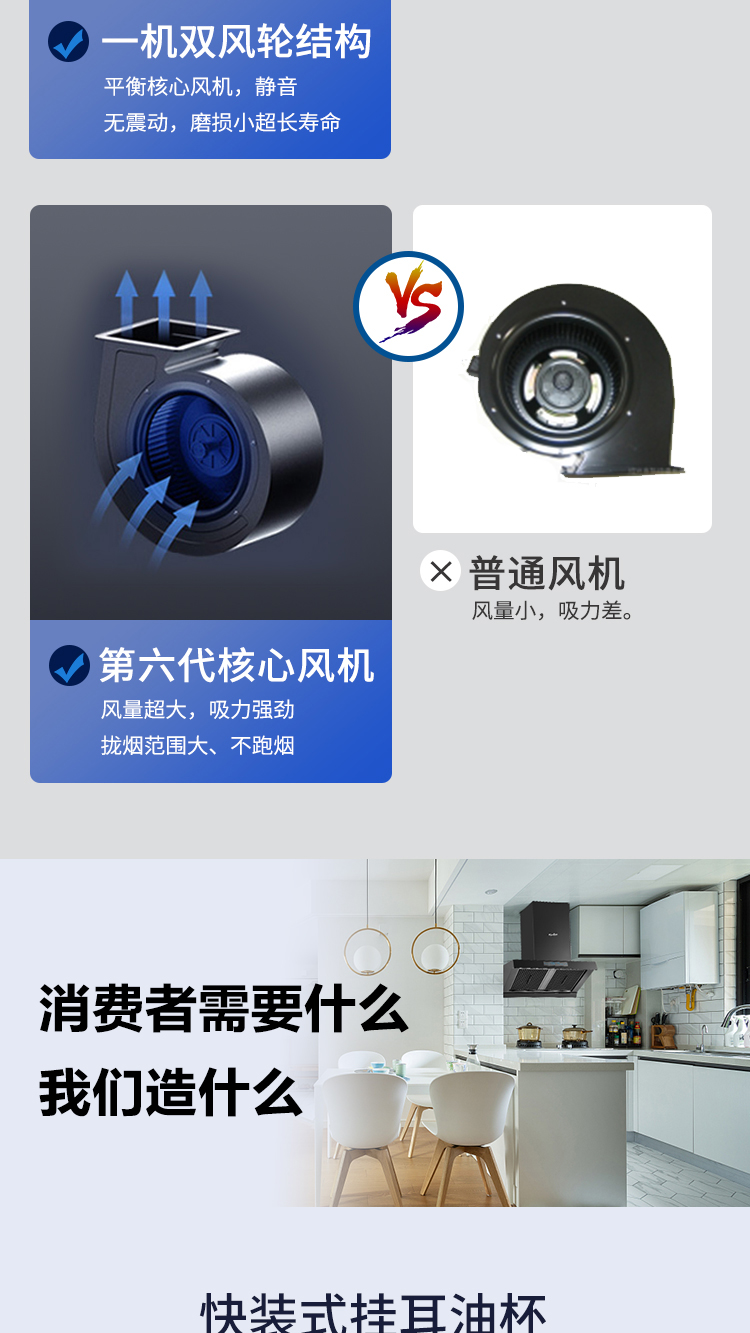 一机双风轮结构
平衡核心风机，静音
无震动，磨损小超长寿命
VS
普通风机
风量小，吸力差。
第六代核心风机
风量超大，吸力强劲
拢烟范围大、不跑烟
消费者需要什么
我们造什么
快装式挂耳油杯